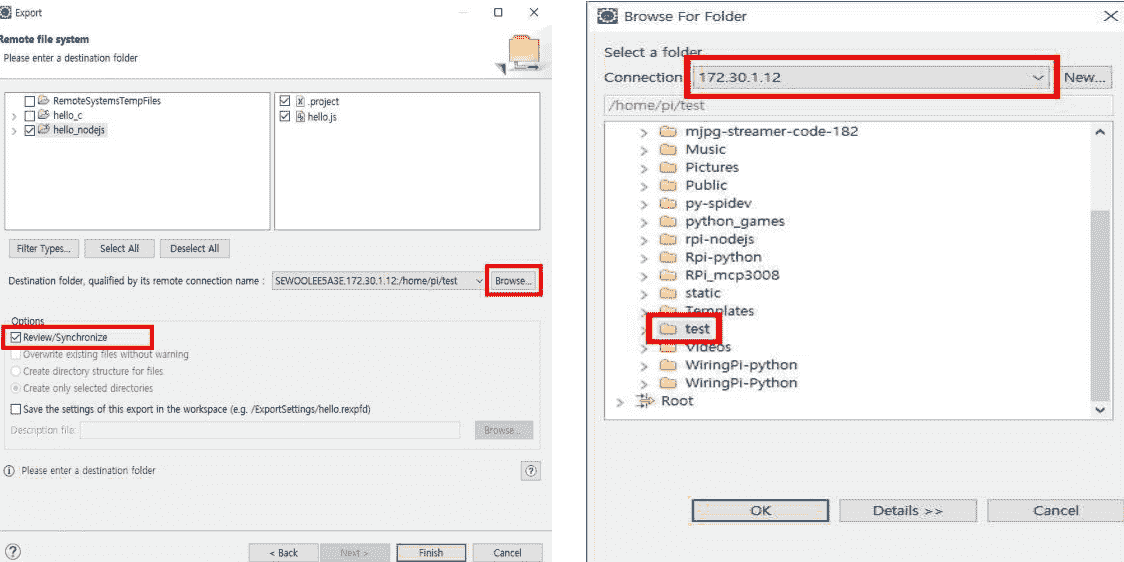 Export
Remote file system
Please enter a destination folder
RemoteSystemsTempFiles
hello_c
hello_nodejs
.project
hello.js
Filter Types...
Select All
Deselect All
Destination folder, qualified by its remote connection name :
SEWOOLEE5A3E.172.30.1.12:/home/pi/test
Browse...
Options
Review/Synchronize
Overwrite existing files without warning
Create directory structure for files
Create only selected directories
Save the settings of this export in the workspace (e.g. /ExportSettings/hello.rexpfd)
Description file:
Browse...
Please enter a destination folder
< Back
Next >
Finish
Cancel
Browse For Folder
Select a folder
Connection
172.30.1.12
New...
/home/pi/test
mjpg-streamer-code-182
Music
Pictures
Public
py-spidev
python_games
rpi-nodejs
Rpi-python
RPi_mcp3008
static
Templates
test
Videos
WiringPi-python
WiringPi-Python
Root
OK
Details >>
Cancel